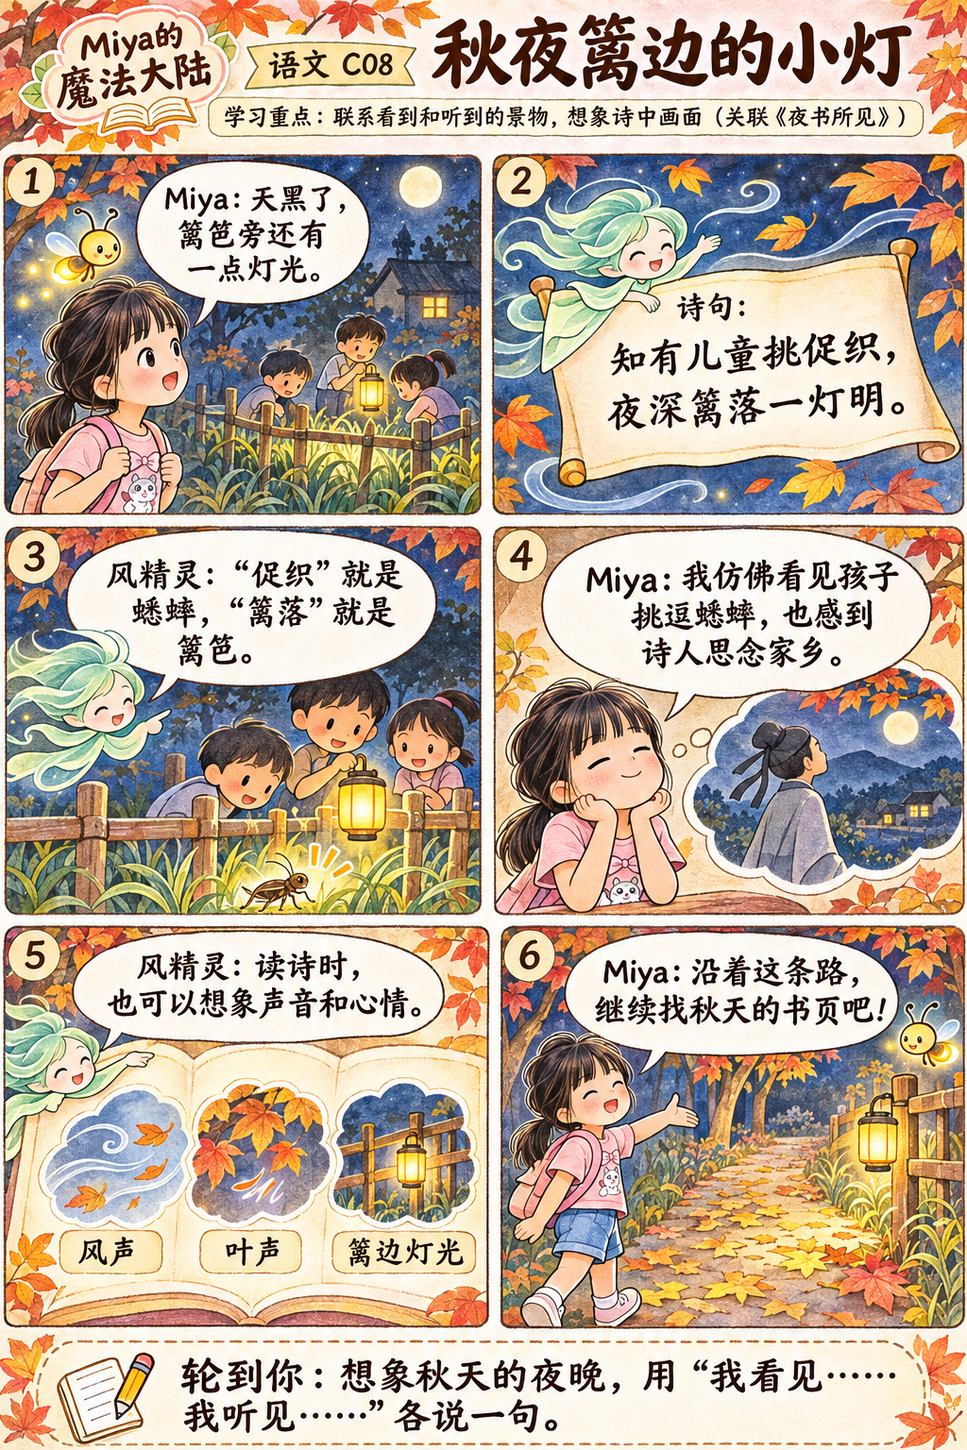 Miya的
魔法大陆
语文 C08
秋夜篱边的小灯
学习重点：联系看到和听到的景物，想象诗中画面（关联《夜书所见》）
1
Miya：天黑了，
篱笆旁还有
一点灯光。
2
诗句：
知有儿童挑促织，
夜深篱落一灯明。
3
风精灵：“促织”就是
蟋蟀，“篱落”就是
篱笆。
4
Miya：我仿佛看见孩子
挑逗蟋蟀，也感到
诗人思念家乡。
5
风精灵：读诗时，
也可以想象声音和心情。
风声
叶声
篱边灯光
6
Miya：沿着这条路，
继续找秋天的书页吧！
轮到你：想象秋天的夜晚，用“我看见……
我听见……”各说一句。